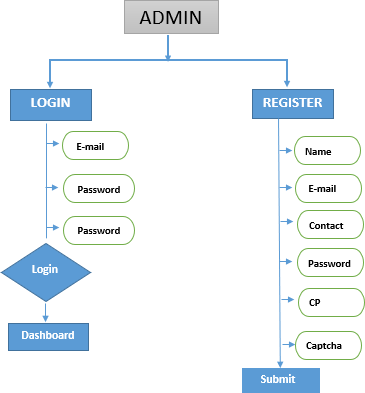 ADMIN
LOGIN
E-mail
Password
Password
Login
Dashboard
REGISTER
Name
E-mail
Contact
Password
CP
Captcha
Submit